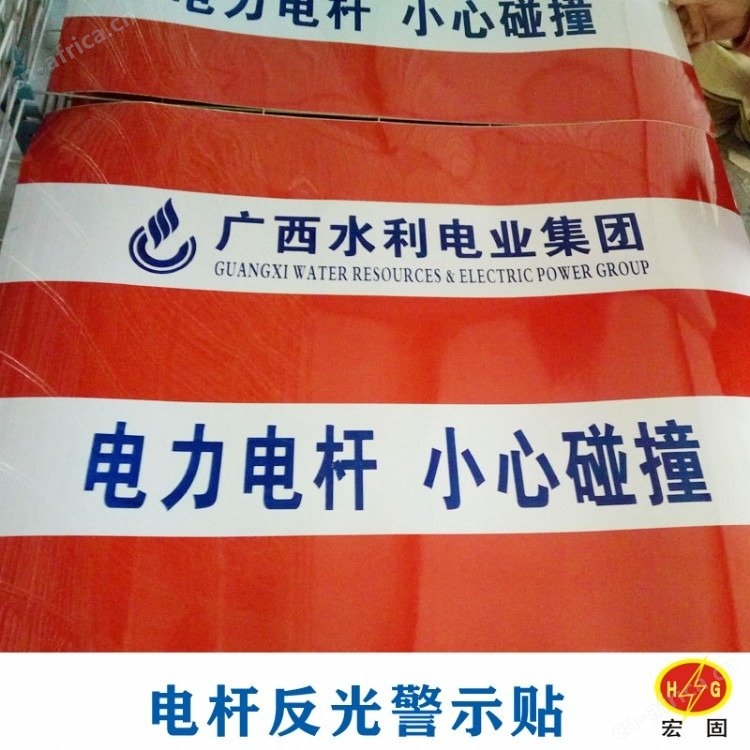 电力电杆 小心碰撞
广西水利电业集团
GUANGXI WATER RESOURCES & ELECTRIC POWER GROUP
电力电杆 小心碰撞
电杆反光警示贴
H G
宏固